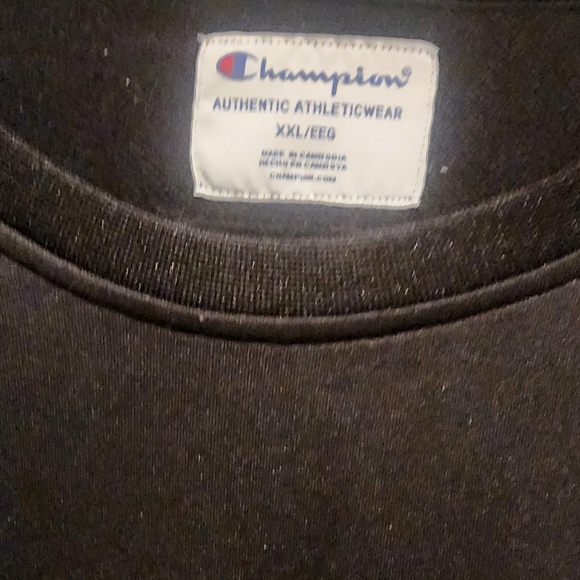 Champion
AUTHENTIC ATHLETICWEAR
XXL/EEG
MADE IN CAMBODIA
HECHO EN CAMBOYA
CHAMPION.COM